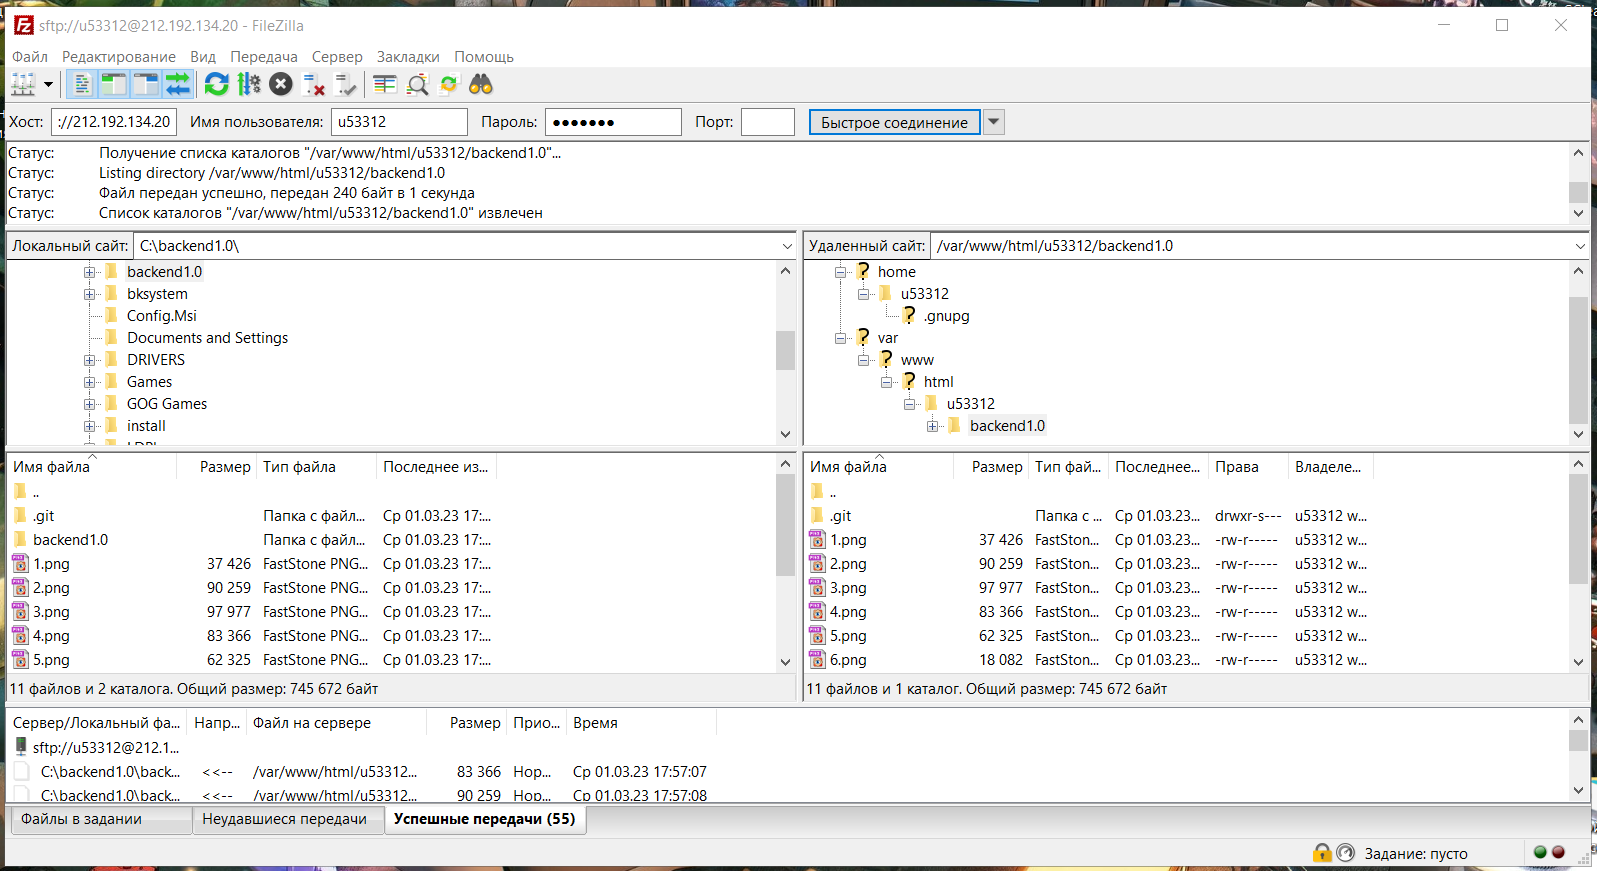 sftp://u53312@212.192.134.20 - FileZilla
Файл Редактирование Вид Передача Сервер Закладки Помощь
Хост: ://212.192.134.20 Имя пользователя: u53312 Пароль: ●●●●●●● Порт: Быстрое соединение
Статус: Получение списка каталогов "/var/www/html/u53312/backend1.0"...
Статус: Listing directory /var/www/html/u53312/backend1.0
Статус: Файл передан успешно, передан 240 байт в 1 секунда
Статус: Список каталогов "/var/www/html/u53312/backend1.0" извлечен
Локальный сайт: C:\backend1.0\
backend1.0
bksystem
Config.Msi
Documents and Settings
DRIVERS
Games
GOG Games
install
Удаленный сайт: /var/www/html/u53312/backend1.0
home
u53312
.gnupg
var
www
html
u53312
backend1.0
Имя файла Размер Тип файла Последнее из...
..
.git Папка с файл... Ср 01.03.23 17:...
backend1.0 Папка с файл... Ср 01.03.23 17:...
1.png 37 426 FastStone PNG... Ср 01.03.23 17:...
2.png 90 259 FastStone PNG... Ср 01.03.23 17:...
3.png 97 977 FastStone PNG... Ср 01.03.23 17:...
4.png 83 366 FastStone PNG... Ср 01.03.23 17:...
5.png 62 325 FastStone PNG... Ср 01.03.23 17:...
11 файлов и 2 каталога. Общий размер: 745 672 байт
Имя файла Размер Тип фай... Последнее... Права Владеле...
..
.git Папка с ... Ср 01.03.23... drwxr-s--- u53312 w...
1.png 37 426 FastSton... Ср 01.03.23... -rw-r----- u53312 w...
2.png 90 259 FastSton... Ср 01.03.23... -rw-r----- u53312 w...
3.png 97 977 FastSton... Ср 01.03.23... -rw-r----- u53312 w...
4.png 83 366 FastSton... Ср 01.03.23... -rw-r----- u53312 w...
5.png 62 325 FastSton... Ср 01.03.23... -rw-r----- u53312 w...
6.png 18 082 FastSton... Ср 01.03.23... -rw-r----- u53312 w...
11 файлов и 1 каталог. Общий размер: 745 672 байт
Сервер/Локальный фа... Напр... Файл на сервере Размер Прио... Время
sftp://u53312@212.1...
C:\backend1.0\back... <<-- /var/www/html/u53312... 83 366 Нор... Ср 01.03.23 17:57:07
C:\backend1.0\back... <<-- /var/www/html/u53312... 90 259 Нор... Ср 01.03.23 17:57:08
Файлы в задании Неудавшиеся передачи Успешные передачи (55)
Задание: пусто